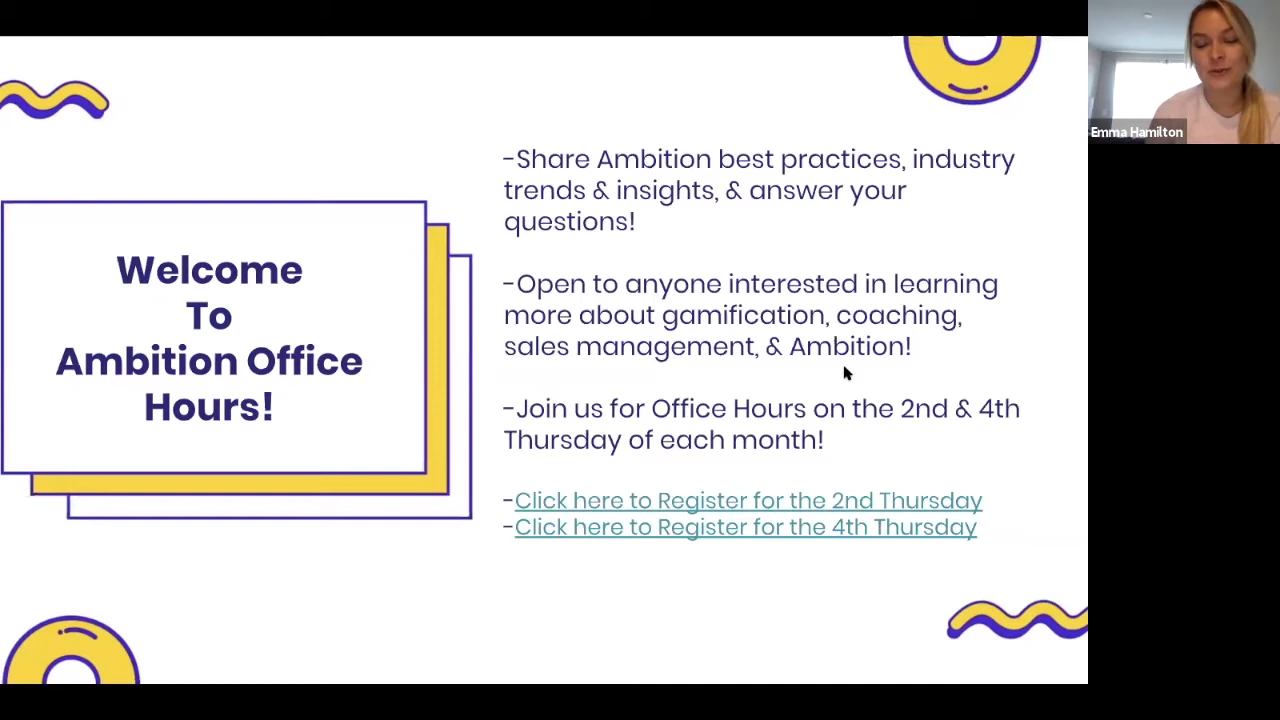 Welcome
To
Ambition Office
Hours!
-Share Ambition best practices, industry
trends & insights, & answer your
questions!
-Open to anyone interested in learning
more about gamification, coaching,
sales management, & Ambition!
-Join us for Office Hours on the 2nd & 4th
Thursday of each month!
-Click here to Register for the 2nd Thursday
-Click here to Register for the 4th Thursday
Emma Hamilton